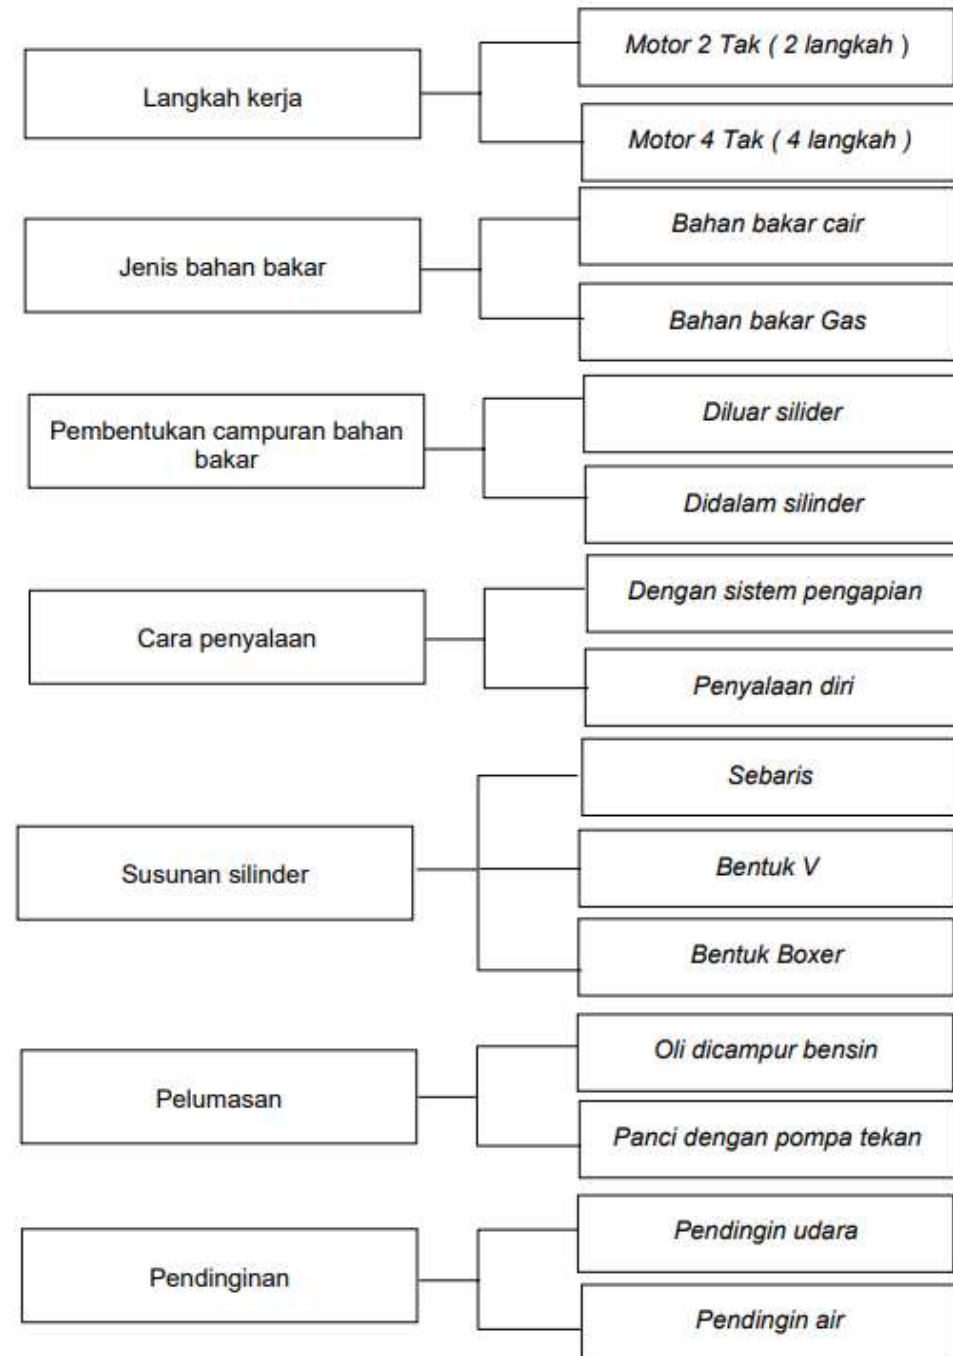 Langkah kerja
Motor 2 Tak ( 2 langkah )
Motor 4 Tak ( 4 langkah )
Jenis bahan bakar
Bahan bakar cair
Bahan bakar Gas
Pembentukan campuran bahan
bakar
Diluar silider
Didalam silinder
Cara penyalaan
Dengan sistem pengapian
Penyalaan diri
Susunan silinder
Sebaris
Bentuk V
Bentuk Boxer
Pelumasan
Oli dicampur bensin
Panci dengan pompa tekan
Pendinginan
Pendingin udara
Pendingin air